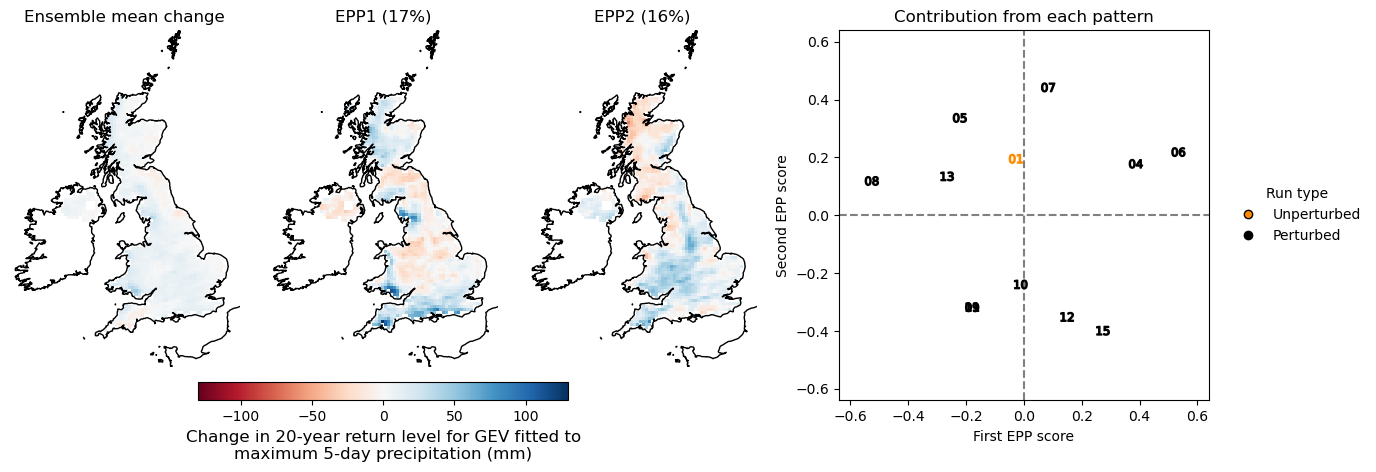 Ensemble mean change
EPP1 (17%)
EPP2 (16%)
−100 −50 0 50 100
Change in 20-year return level for GEV fitted to
maximum 5-day precipitation (mm)
Contribution from each pattern
0.6
0.4
0.2
0.0
−0.2
−0.4
−0.6
Second EPP score
07
05
01
06
04
13
08
10
12
15
−0.6 −0.4 −0.2 0.0 0.2 0.4 0.6
First EPP score
Run type
Unperturbed
Perturbed